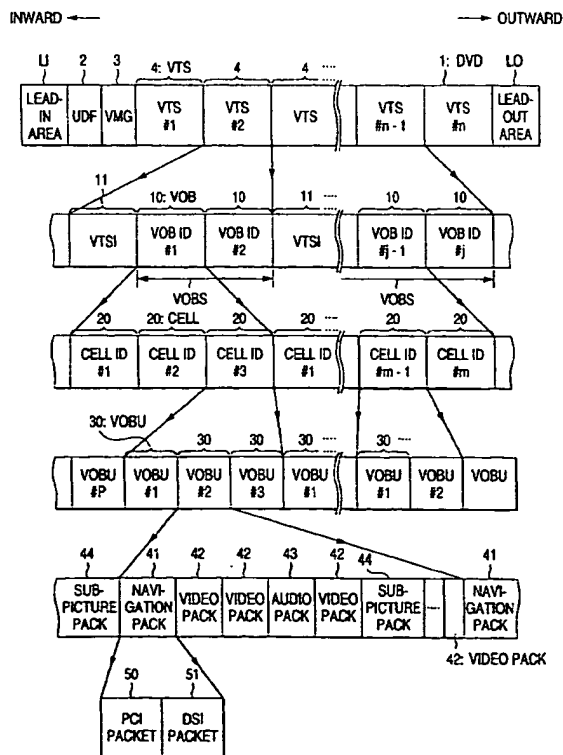 INWARD
OUTWARD
LI 2 3 4: VTS 4 4 ···· 1: DVD LO
LEAD-IN AREA UDF VMG VTS #1 VTS #2 VTS VTS #n - 1 VTS #n LEAD-OUT AREA
11 10: VOB 10 11 ··· 10 10
VTSI VOB ID #1 VOB ID #2 VTSI VOB ID #j - 1 VOB ID #j
VOBS VOBS
20 20: CELL 20 20 ···· 20 20
CELL ID #1 CELL ID #2 CELL ID #3 CELL ID #1 CELL ID #m - 1 CELL ID #m
30: VOBU 30 30 30 ···· 30 ····
VOBU #P VOBU #1 VOBU #2 VOBU #3 VOBU #1 VOBU #1 VOBU #2 VOBU
44 41 42 42 43 42 44 41
SUB-PICTURE PACK NAVI-GATION PACK VIDEO PACK VIDEO PACK AUDIO PACK VIDEO PACK SUB-PICTURE PACK ···· NAVI-GATION PACK
42: VIDEO PACK
50 51
PCI PACKET DSI PACKET